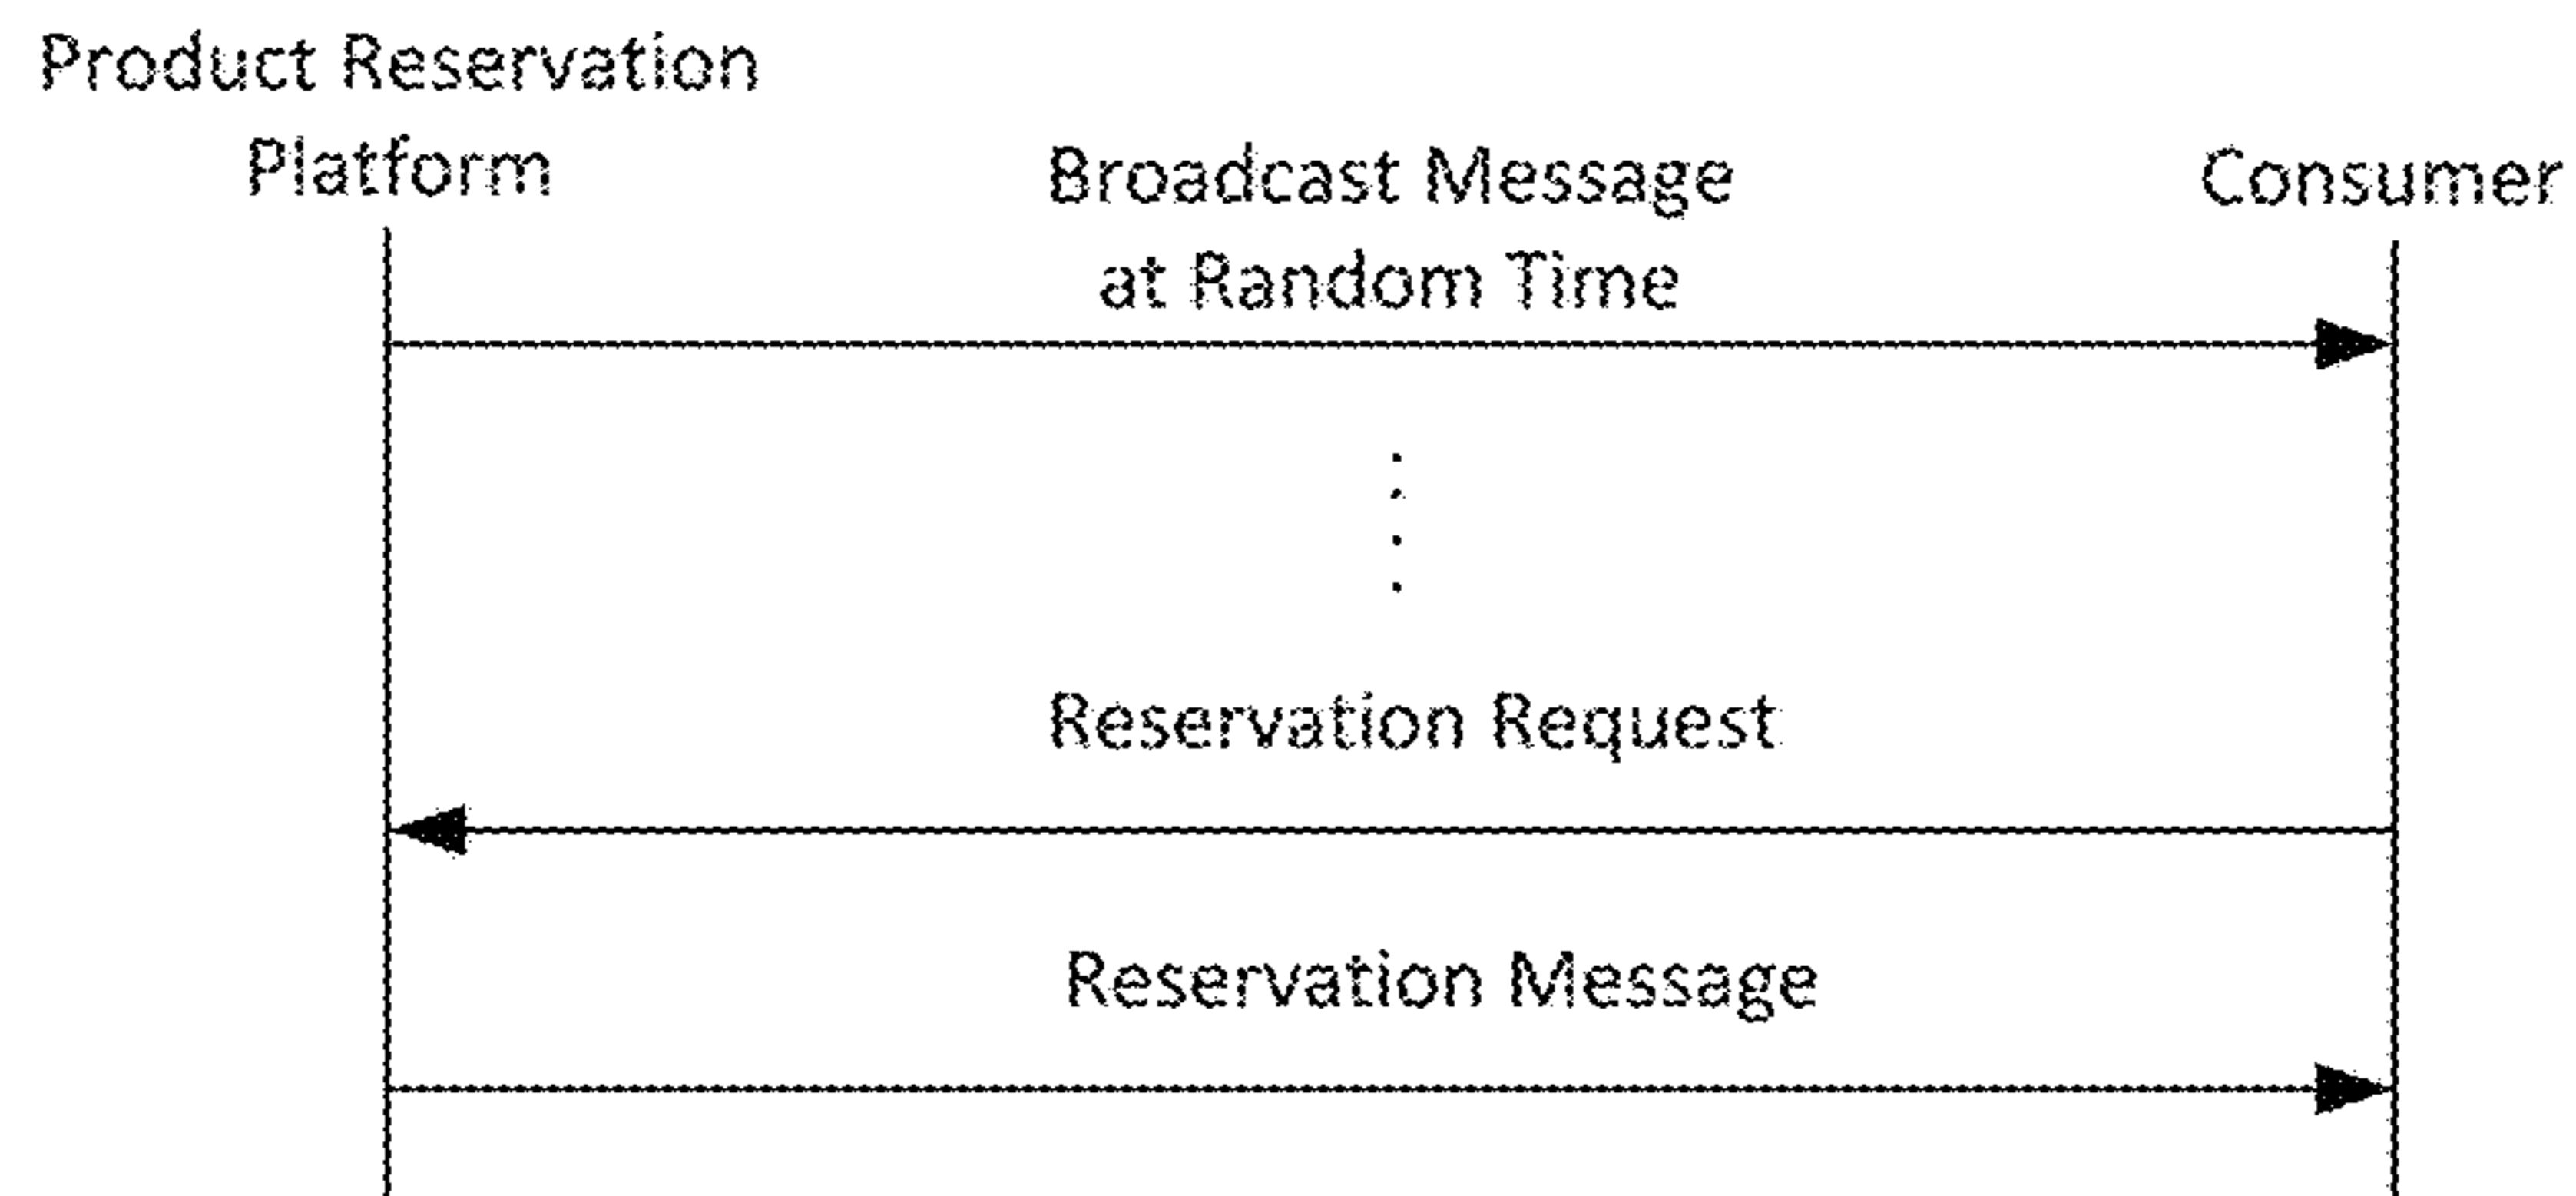 Product Reservation
Platform
Broadcast Message
at Random Time
Consumer
Reservation Request
Reservation Message